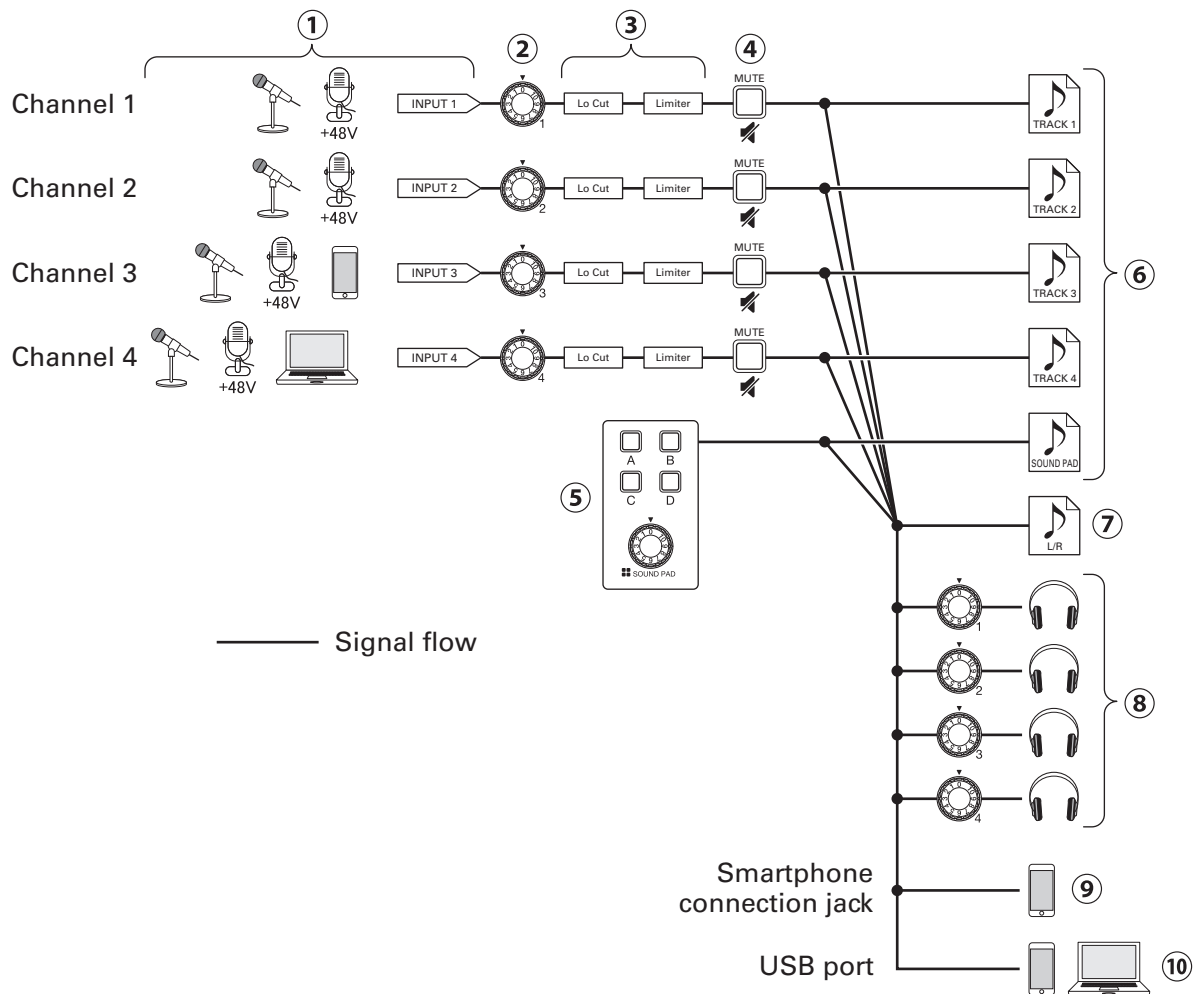 ① ② ③ ④
Channel 1 +48V INPUT 1 1 Lo Cut Limiter MUTE TRACK 1
Channel 2 +48V INPUT 2 2 Lo Cut Limiter MUTE TRACK 2
Channel 3 +48V INPUT 3 3 Lo Cut Limiter MUTE TRACK 3
⑥
Channel 4 +48V INPUT 4 4 Lo Cut Limiter MUTE TRACK 4
A B
C D
⑤
SOUND PAD
SOUND PAD
L/R
⑦
Signal flow
1
2
⑧
3
4
Smartphone
connection jack
⑨
USB port
⑩